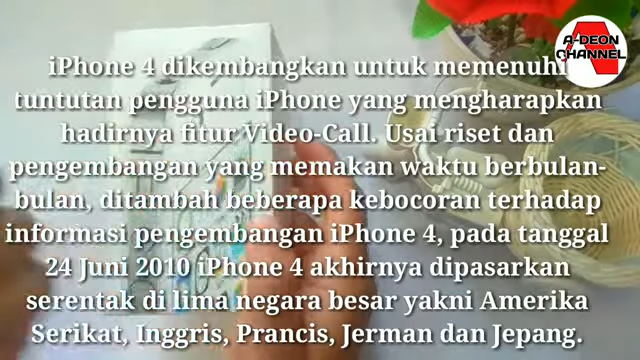 A-DEON
CHANNEL
iPhone 4 dikembangkan untuk memenuhi
tuntutan pengguna iPhone yang mengharapkan
hadirnya fitur Video-Call. Usai riset dan
pengembangan yang memakan waktu berbulan-
bulan, ditambah beberapa kebocoran terhadap
informasi pengembangan iPhone 4, pada tanggal
24 Juni 2010 iPhone 4 akhirnya dipasarkan
serentak di lima negara besar yakni Amerika
Serikat, Inggris, Prancis, Jerman dan Jepang.